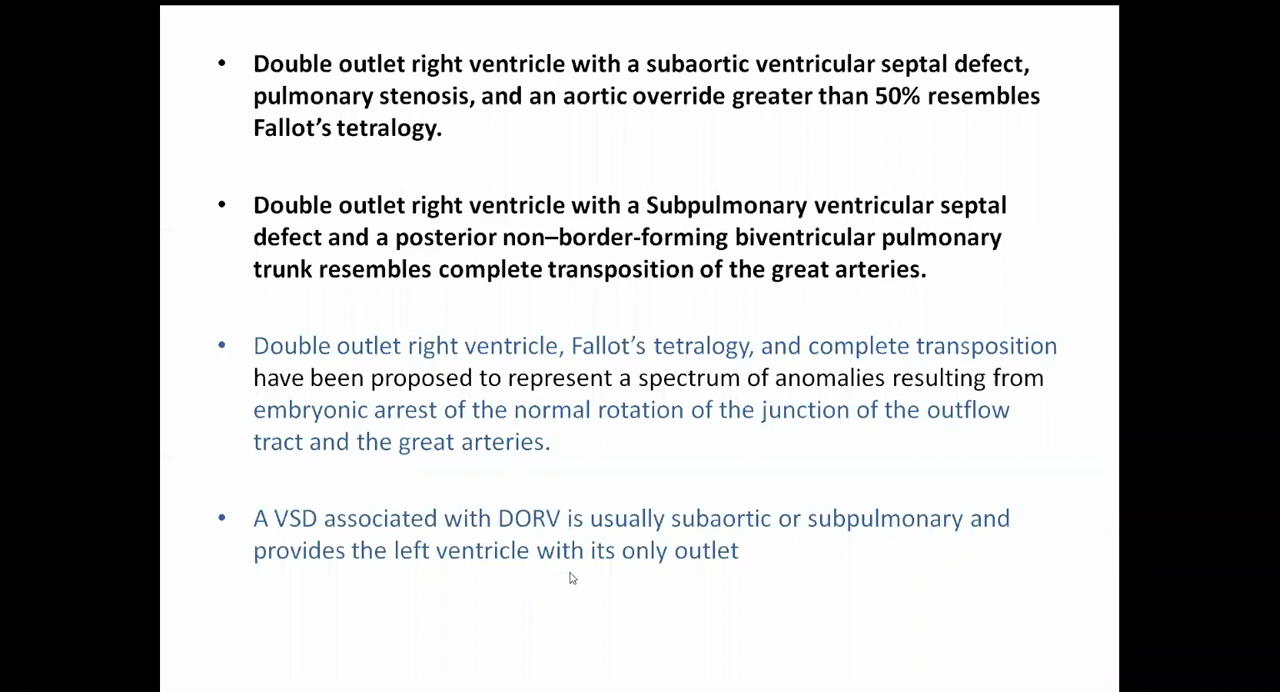 • Double outlet right ventricle with a subaortic ventricular septal defect,
pulmonary stenosis, and an aortic override greater than 50% resembles
Fallot’s tetralogy.
• Double outlet right ventricle with a Subpulmonary ventricular septal
defect and a posterior non–border-forming biventricular pulmonary
trunk resembles complete transposition of the great arteries.
• Double outlet right ventricle, Fallot’s tetralogy, and complete transposition
have been proposed to represent a spectrum of anomalies resulting from
embryonic arrest of the normal rotation of the junction of the outflow
tract and the great arteries.
• A VSD associated with DORV is usually subaortic or subpulmonary and
provides the left ventricle with its only outlet